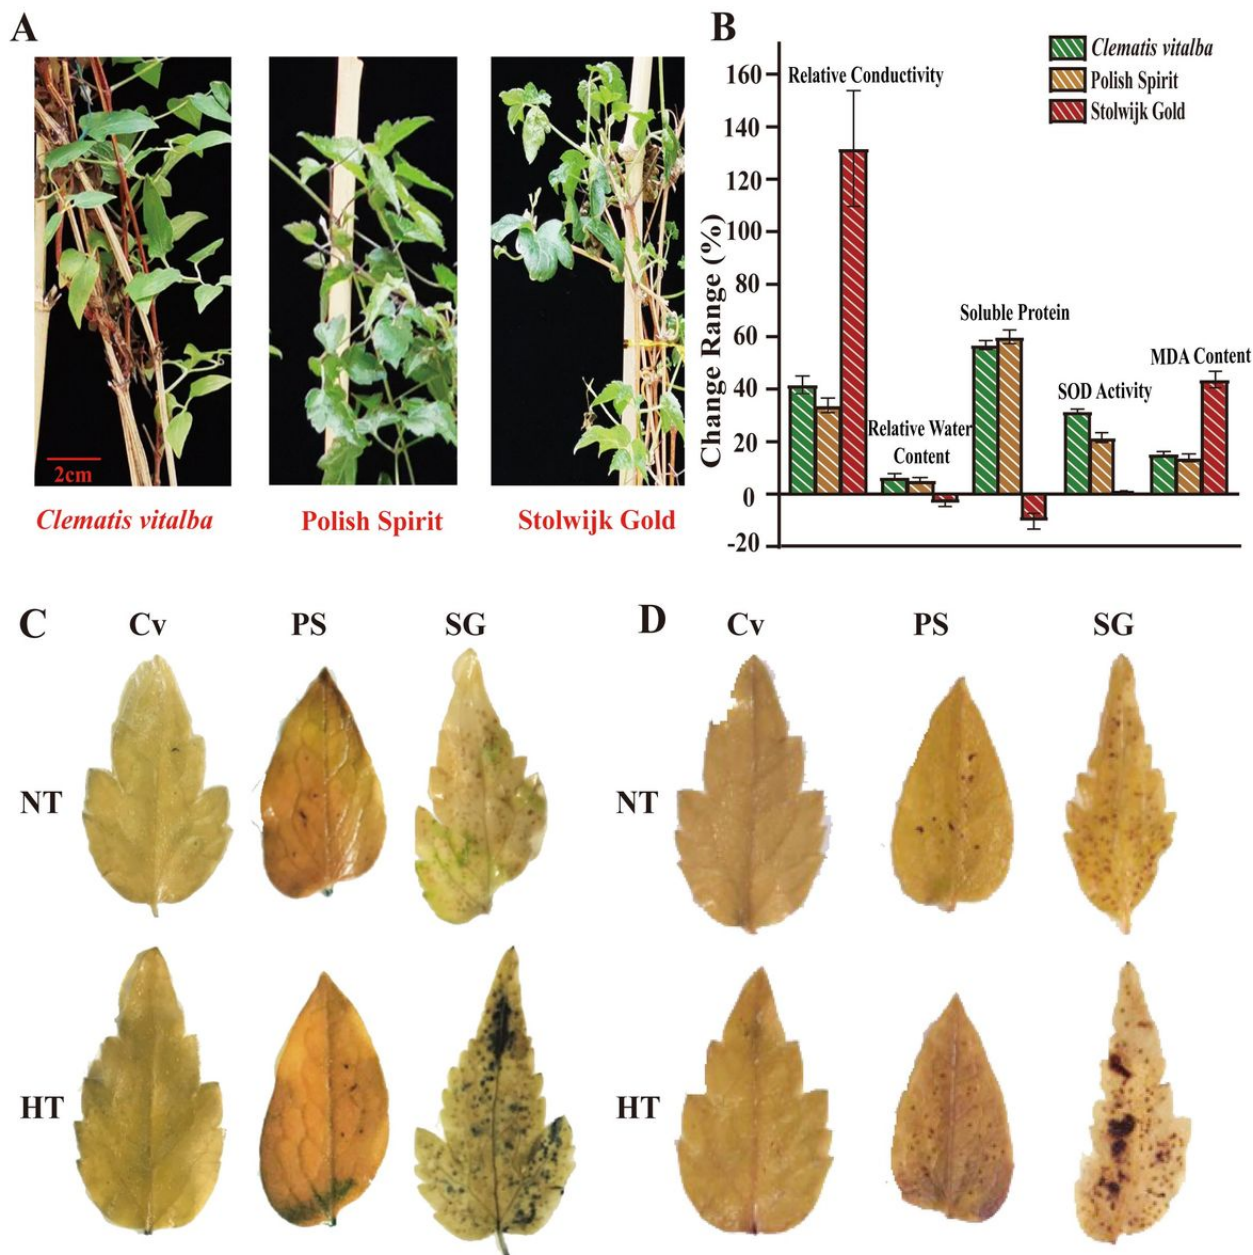 A
2cm
Clematis vitalba
Polish Spirit
Stolwijk Gold
B
Clematis vitalba
Polish Spirit
Stolwijk Gold
Change Range (%)
160
140
120
100
80
60
40
20
0
-20
Relative Conductivity
Relative Water
Content
Soluble Protein
SOD Activity
MDA Content
C
Cv
PS
SG
NT
HT
D
Cv
PS
SG
NT
HT